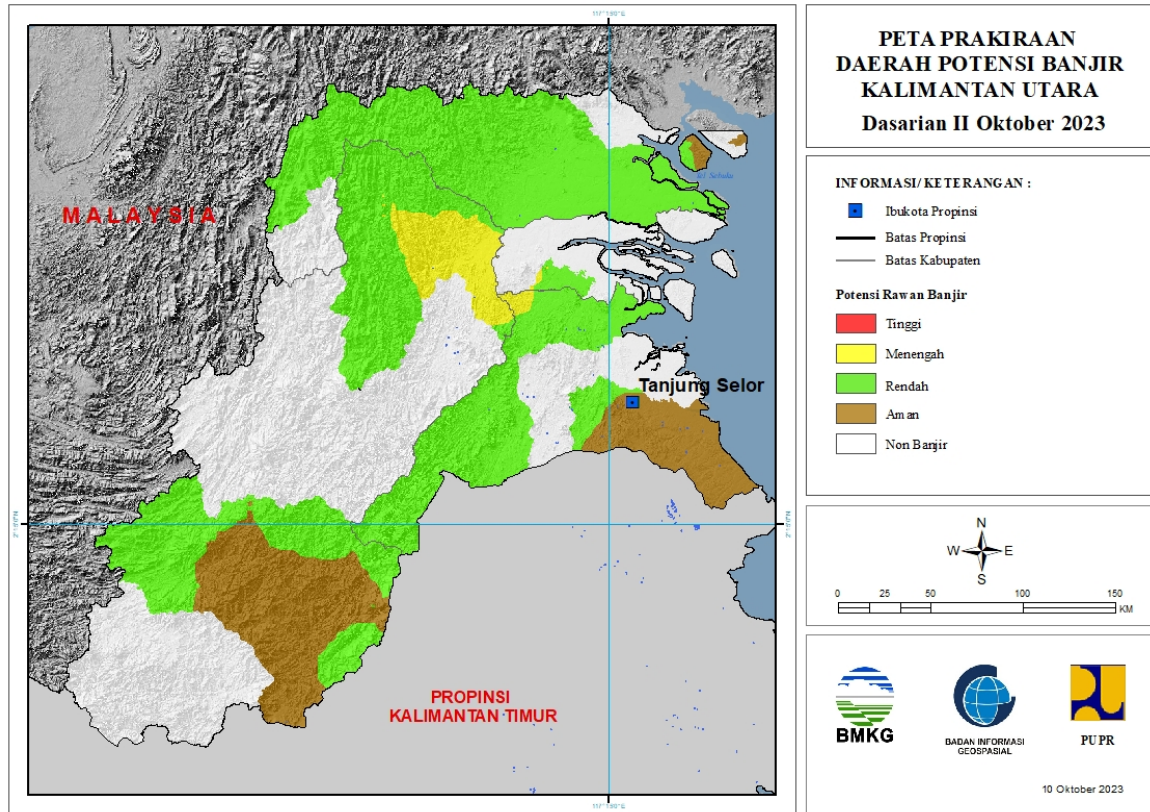 PETA PRAKIRAAN
DAERAH POTENSI BANJIR
KALIMANTAN UTARA
Dasarian II Oktober 2023
INFORMASI/ KETERANGAN :
Ibukota Propinsi
Batas Propinsi
Batas Kabupaten
Potensi Rawan Banjir
Tinggi
Menengah
Rendah
Aman
Non Banjir
MALAYSIA
Tanjung Selor
PROPINSI
KALIMANTAN TIMUR
N
W E
S
0 25 50 100 150
KM
BMKG
BADAN INFORMASI
GEOSPASIAL
PUPR
10 Oktober 2023